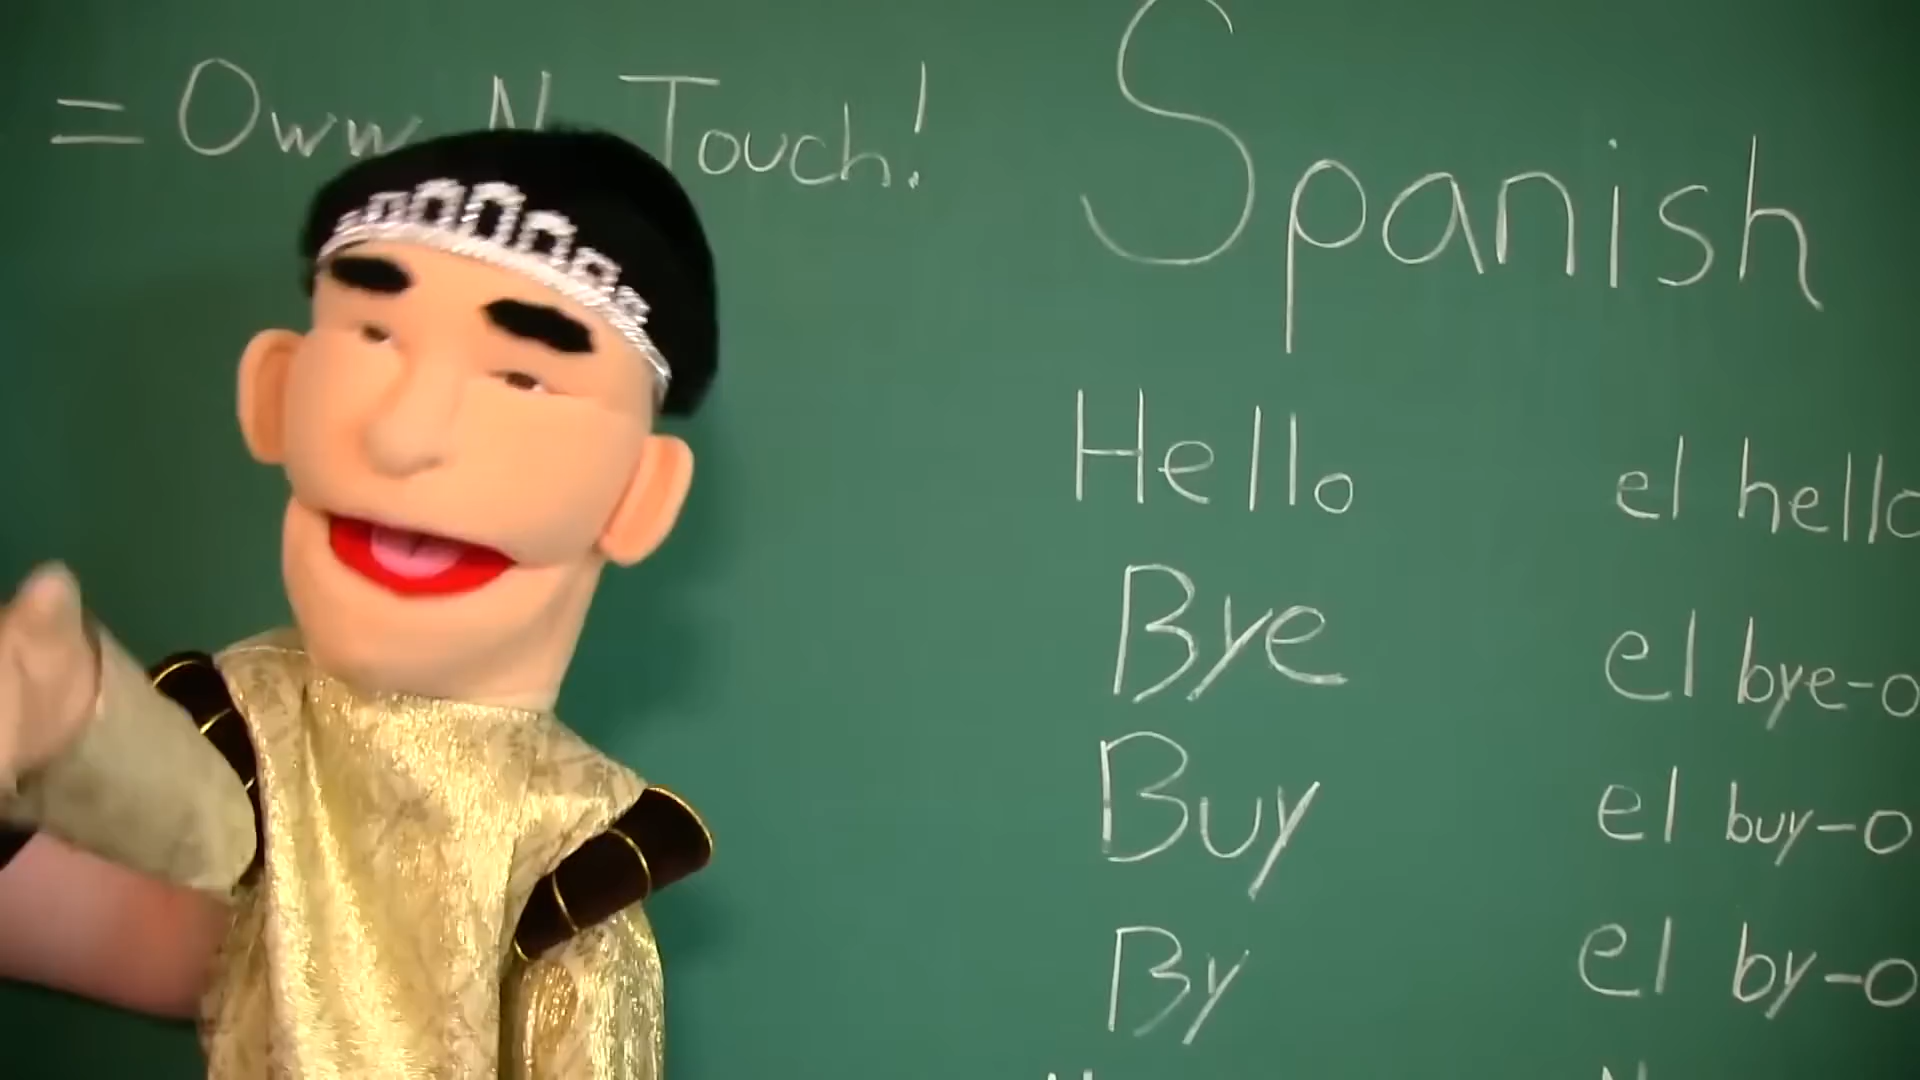 = Oww N Touch!
Spanish
Hello el hello
Bye el bye-o
Buy el buy-o
By el by-o